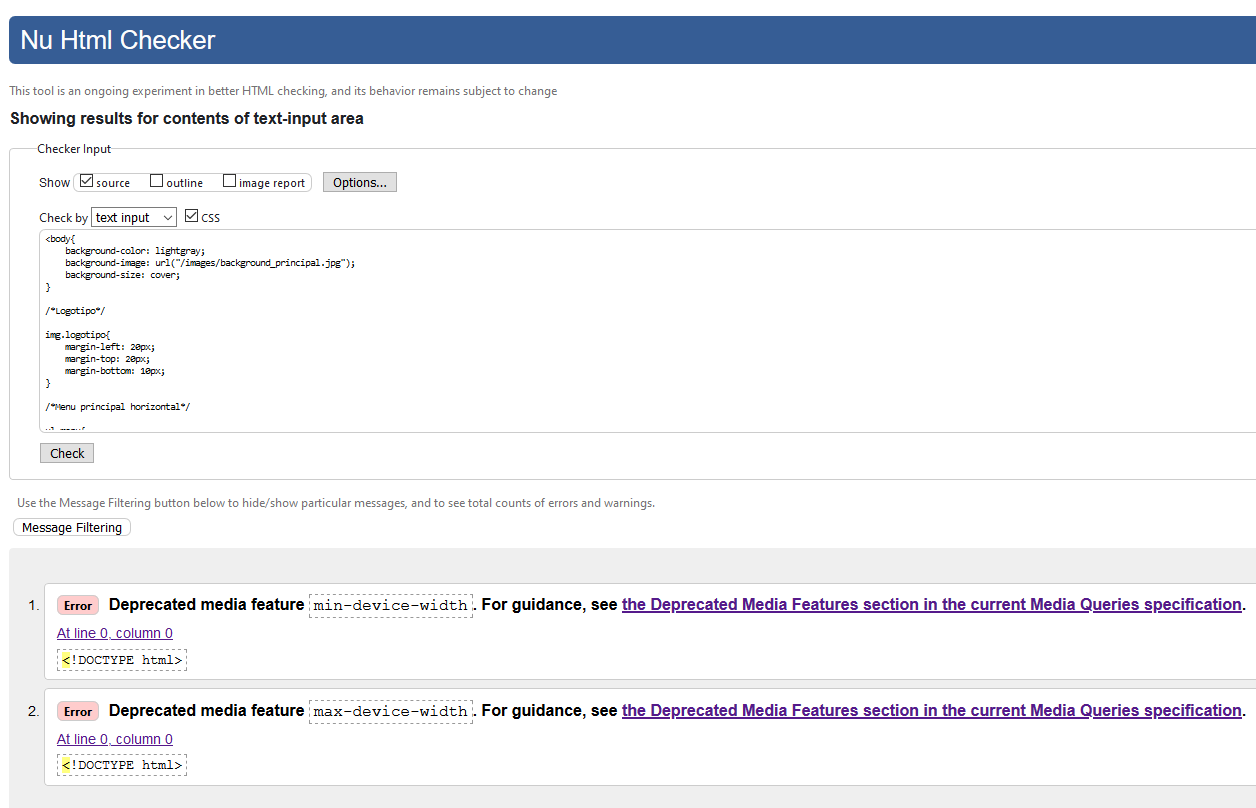 Nu Html Checker
This tool is an ongoing experiment in better HTML checking, and its behavior remains subject to change
Showing results for contents of text-input area
Checker Input
Show source outline image report Options...
Check by text input CSS
<body{
background-color: lightgray;
background-image: url("/images/background_principal.jpg");
background-size: cover;
}
/*Logotipo*/
img.logotipo{
margin-left: 20px;
margin-top: 20px;
margin-bottom: 10px;
}
/*Menu principal horizontal*/
Check
Use the Message Filtering button below to hide/show particular messages, and to see total counts of errors and warnings.
Message Filtering
1. Error Deprecated media feature min-device-width. For guidance, see the Deprecated Media Features section in the current Media Queries specification.
At line 0, column 0
<!DOCTYPE html>
2. Error Deprecated media feature max-device-width. For guidance, see the Deprecated Media Features section in the current Media Queries specification.
At line 0, column 0
<!DOCTYPE html>